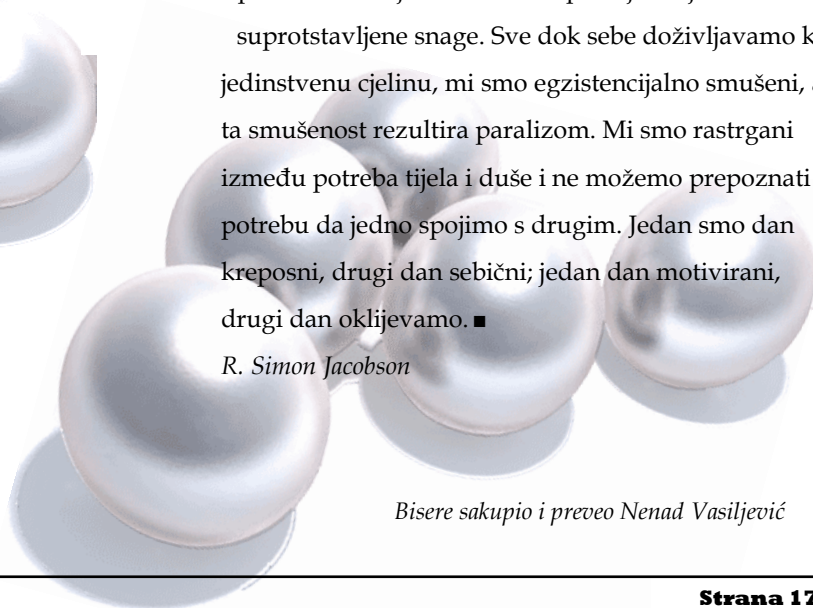 suprotstavljene snage. Sve dok sebe doživljavamo k
jedinstvenu cjelinu, mi smo egzistencijalno smušeni,
ta smušenost rezultira paralizom. Mi smo rastrgani
između potreba tijela i duše i ne možemo prepoznati
potrebu da jedno spojimo s drugim. Jedan smo dan
kreposni, drugi dan sebični; jedan dan motivirani,
drugi dan oklijevamo. ■
R. Simon Jacobson
Bisere sakupio i preveo Nenad Vasiljević
Strana 17